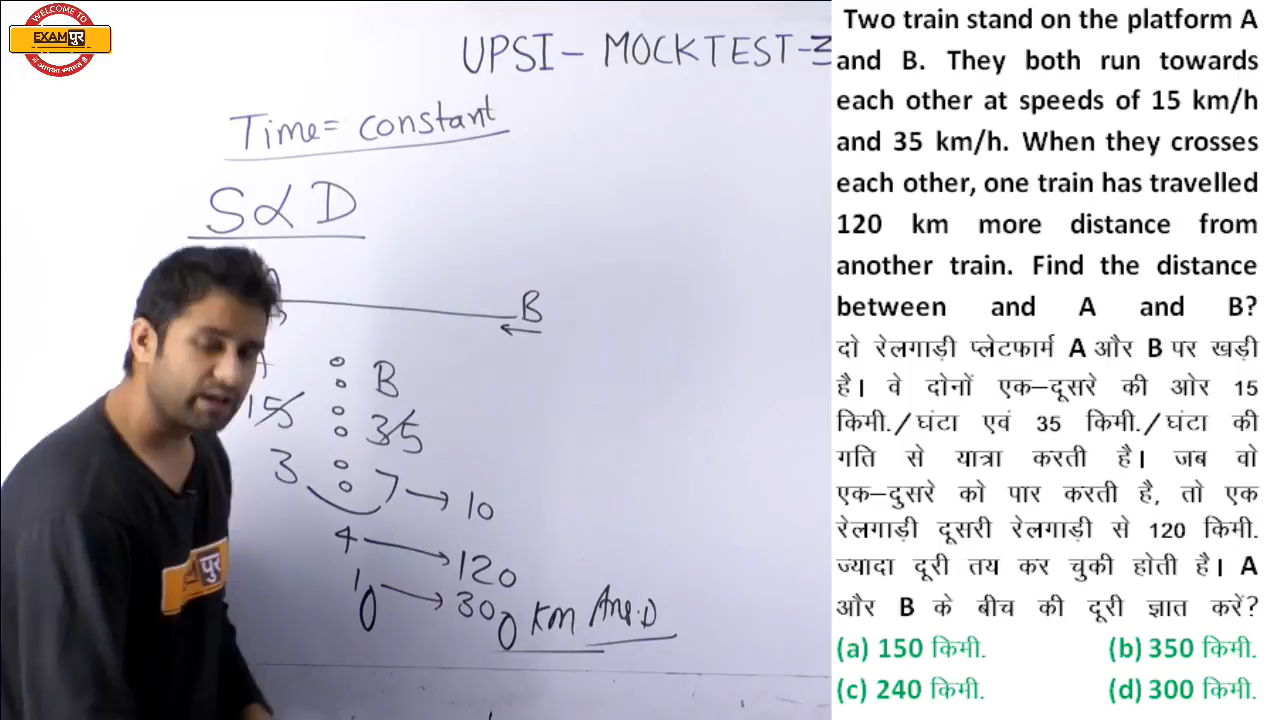 WELCOME TO
EXAMपुर
UPSI- MOCKTEST-3
Time= constant
S∝D
B
B
15 35
3 7 → 10
4 → 120
10 → 300 Km Ans.D
पुर
Two train stand on the platform A
and B. They both run towards
each other at speeds of 15 km/h
and 35 km/h. When they crosses
each other, one train has travelled
120 km more distance from
another train. Find the distance
between and A and B?
दो रेलगाड़ी प्लेटफार्म A और B पर खड़ी
है। वे दोनों एक–दूसरे की ओर 15
किमी./घंटा एवं 35 किमी./घंटा की
गति से यात्रा करती है। जब वो
एक–दुसरे को पार करती है, तो एक
रेलगाड़ी दूसरी रेलगाड़ी से 120 किमी.
ज्यादा दूरी तय कर चुकी होती है। A
और B के बीच की दूरी ज्ञात करें?
(a) 150 किमी. (b) 350 किमी.
(c) 240 किमी. (d) 300 किमी.